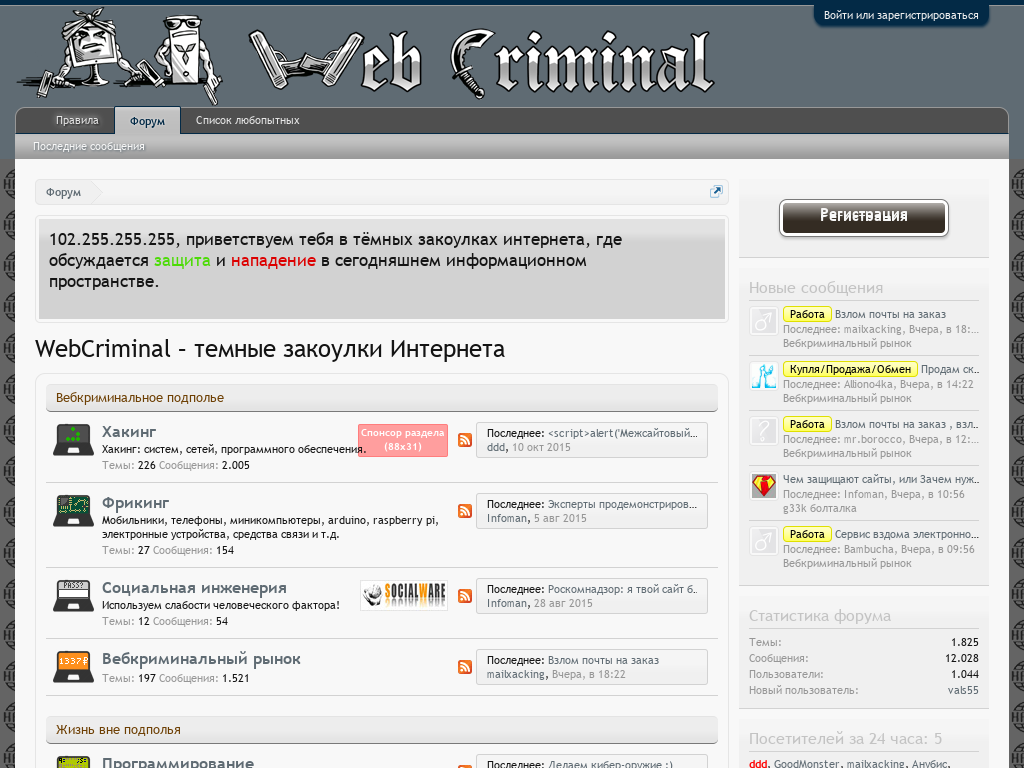 Войти или зарегистрироваться
Web Criminal
Правила
Форум
Список любопытных
Последние сообщения
Форум
102.255.255.255, приветствуем тебя в тёмных закоулках интернета, где
обсуждается защита и нападение в сегодняшнем информационном
пространстве.
WebCriminal – темные закоулки Интернета
Вебкриминальное подполье
Хакинг
Хакинг: систем, сетей, программного обеспечения.
Темы: 226 Сообщения: 2.005
Спонсор раздела
(88x31)
Последнее: <script>alert('Межсайтовый...
ddd, 10 окт 2015
Фрикинг
Мобильники, телефоны, миникомпьютеры, arduino, raspberry pi,
электронные устройства, средства связи и т.д.
Темы: 27 Сообщения: 154
Последнее: Эксперты продемонстриров...
Infoman, 5 авг 2015
PASS?
Социальная инженерия
Используем слабости человеческого фактора!
Темы: 12 Сообщения: 54
SOCIALWARE
Последнее: Роскомнадзор: я твой сайт б..
Infoman, 28 авг 2015
1337₽
Вебкриминальный рынок
Темы: 197 Сообщения: 1.521
Последнее: Взлом почты на заказ
mailxacking, Вчера, в 18:22
Жизнь вне подполья
Программирование
Последнее: Делаем кибер-оружие :)
Регистрация
Новые сообщения
Работа Взлом почты на заказ
Последнее: mailxacking, Вчера, в 18:...
Вебкриминальный рынок
Купля/Продажа/Обмен Продам ск..
Последнее: Alliono4ka, Вчера, в 14:22
Вебкриминальный рынок
Работа Взлом почты на заказ , взл..
Последнее: mr.borocco, Вчера, в 12:...
Вебкриминальный рынок
Чем защищают сайты, или Зачем нуж..
Последнее: Infoman, Вчера, в 10:56
g33k болталка
Работа Сервис вздома электронно...
Последнее: Bambucha, Вчера, в 09:56
Вебкриминальный рынок
Статистика форума
Темы: 1.825
Сообщения: 12.028
Пользователи: 1.044
Новый пользователь: vals55
Посетителей за 24 часа: 5
ddd, GoodMonster, mailxacking, Анубис,